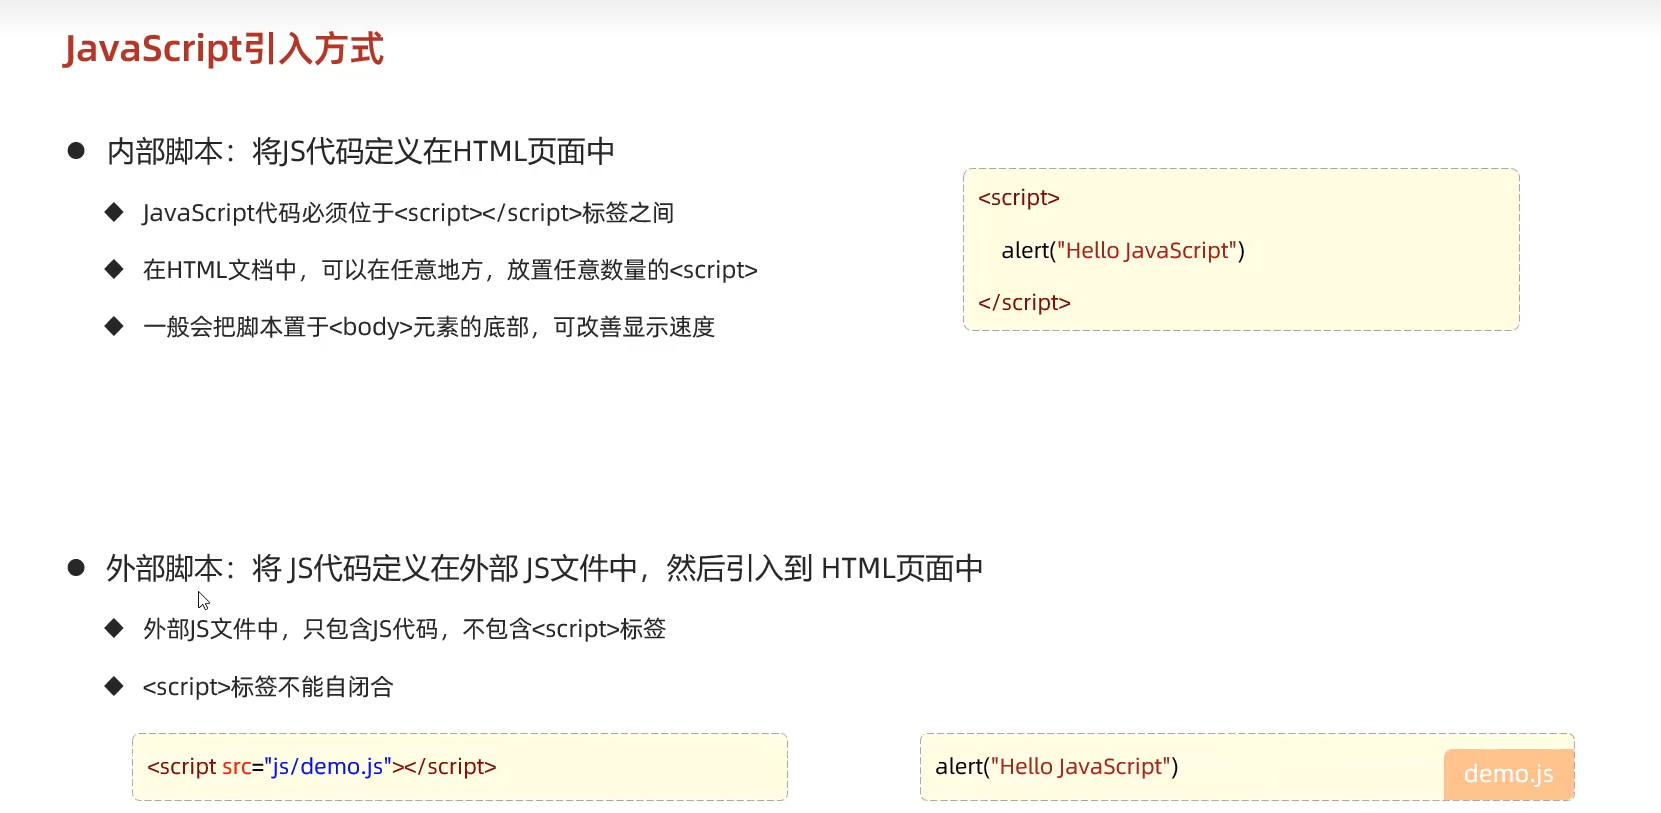 JavaScript引入方式
内部脚本：将JS代码定义在HTML页面中
JavaScript代码必须位于<script></script>标签之间
在HTML文档中，可以在任意地方，放置任意数量的<script>
一般会把脚本置于<body>元素的底部，可改善显示速度
<script>
alert("Hello JavaScript")
</script>
外部脚本：将 JS代码定义在外部 JS文件中，然后引入到 HTML页面中
外部JS文件中，只包含JS代码，不包含<script>标签
<script>标签不能自闭合
<script src="js/demo.js"></script>
alert("Hello JavaScript")
demo.js